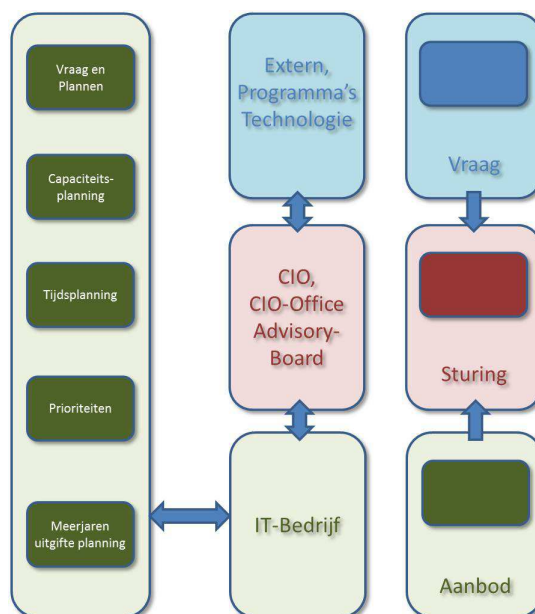 Vraag en
Plannen
Capaciteits-
planning
Tijdsplanning
Prioriteiten
Meerjaren
uitgifte planning
Extern,
Programma's
Technologie
CIO,
CIO-Office
Advisory-
Board
IT-Bedrijf
Vraag
Sturing
Aanbod